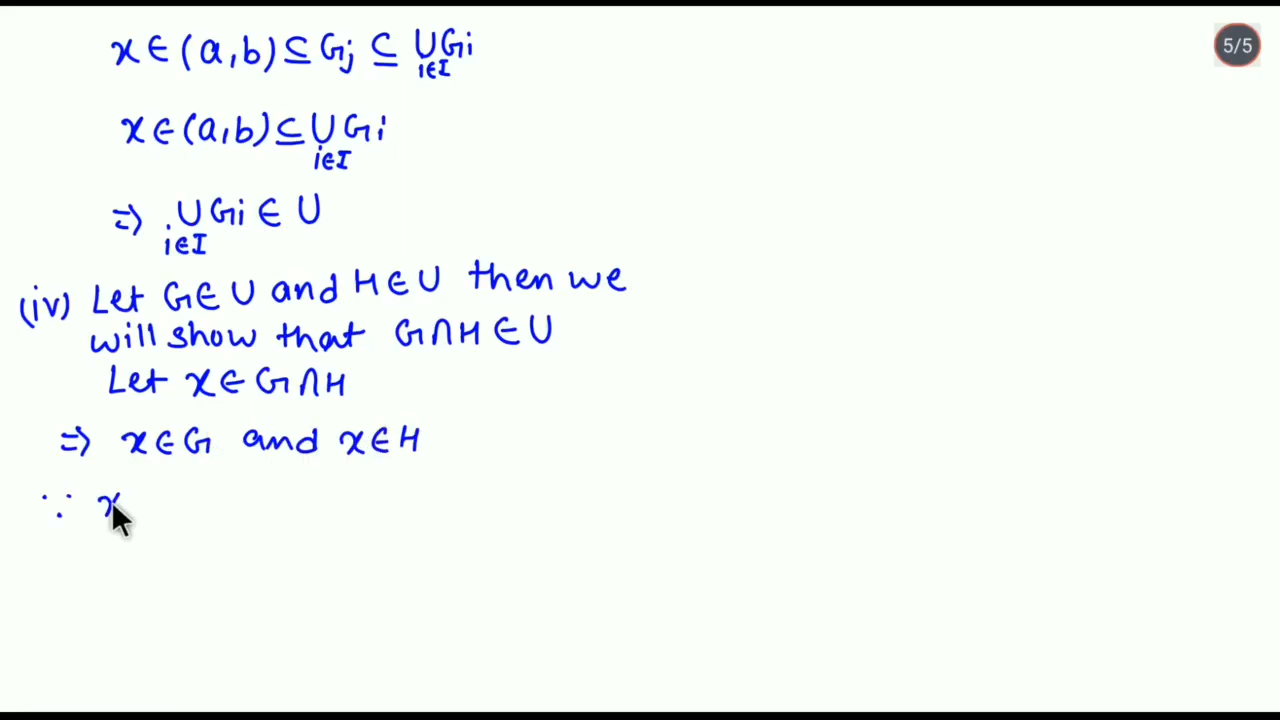 x ∈ (a, b) ⊆ Gj ⊆ ∪Gi
i∈I
5/5
x ∈ (a, b) ⊆ ∪ Gi
i∈I
⇒ ∪ Gi ∈ U
i∈I
(iv) Let G ∈ U and H ∈ U then we
will show that G ∩ H ∈ U
Let x ∈ G ∩ H
⇒ x ∈ G and x ∈ H
∵ x